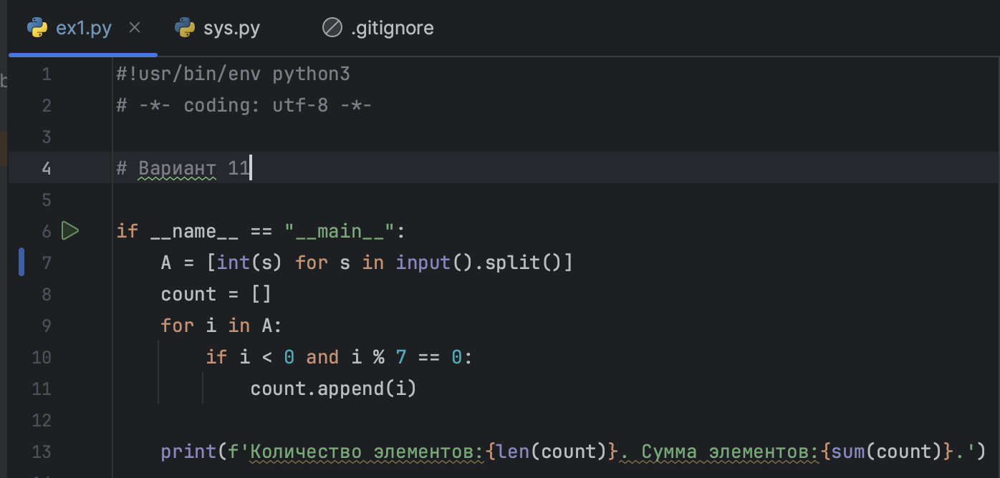 ex1.py sys.py .gitignore
1 #!usr/bin/env python3
2 # -*- coding: utf-8 -*-
3
4 # Вариант 11
5
6 if __name__ == "__main__":
7 A = [int(s) for s in input().split()]
8 count = []
9 for i in A:
10 if i < 0 and i % 7 == 0:
11 count.append(i)
12
13 print(f'Количество элементов:{len(count)}. Сумма элементов:{sum(count)}.')